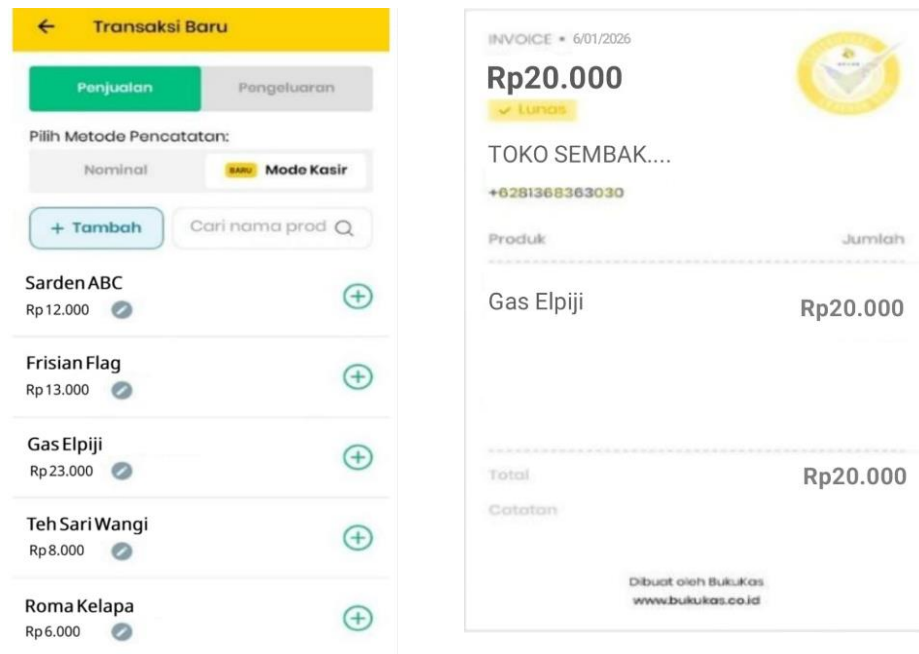 Transaksi Baru
Penjualan Pengeluaran
Pilih Metode Pencatatan:
Nominal BARU Mode Kasir
+ Tambah Cari nama prod
Sarden ABC
Rp12.000
Frisian Flag
Rp13.000
Gas Elpiji
Rp23.000
Teh Sari Wangi
Rp8.000
Roma Kelapa
Rp6.000
INVOICE • 6/01/2026
Rp20.000
Lunas
TOKO SEMBAK....
+6281368363030
Produk Jumlah
Gas Elpiji Rp20.000
Total Rp20.000
Catatan
Dibuat oleh BukuKas
www.bukukas.co.id